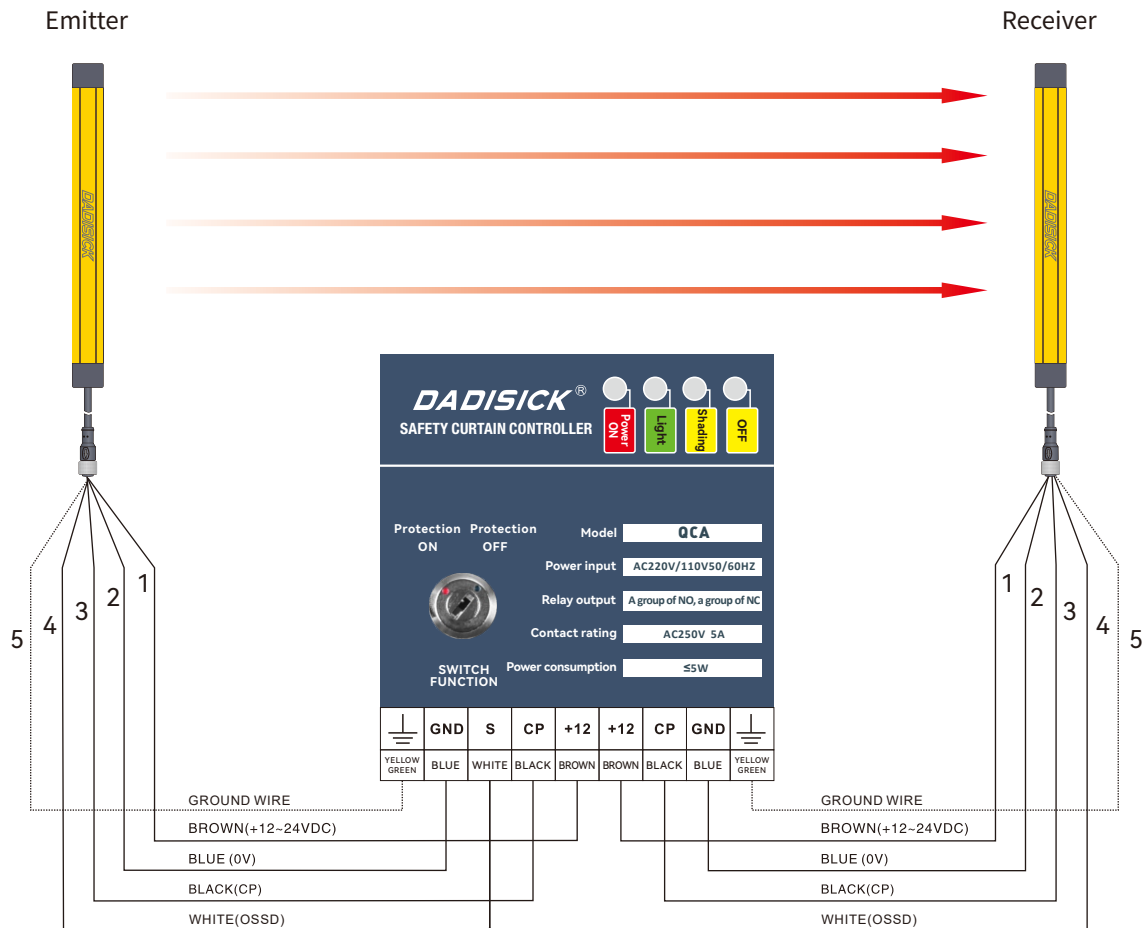 Emitter
Receiver
DADISICK
DADISICK
DADISICK®
SAFETY CURTAIN CONTROLLER
Power ON
Light
Shading
OFF
Protection ON
Protection OFF
SWITCH FUNCTION
Model QCA
Power input AC220V/110V50/60HZ
Relay output A group of NO, a group of NC
Contact rating AC250V 5A
Power consumption ≤5W
GND S CP +12 +12 CP GND
YELLOW GREEN BLUE WHITE BLACK BROWN BROWN BLACK BLUE YELLOW GREEN
5 4 3 2 1
1 2 3 4 5
GROUND WIRE
BROWN(+12~24VDC)
BLUE (0V)
BLACK(CP)
WHITE(OSSD)
GROUND WIRE
BROWN(+12~24VDC)
BLUE (0V)
BLACK(CP)
WHITE(OSSD)